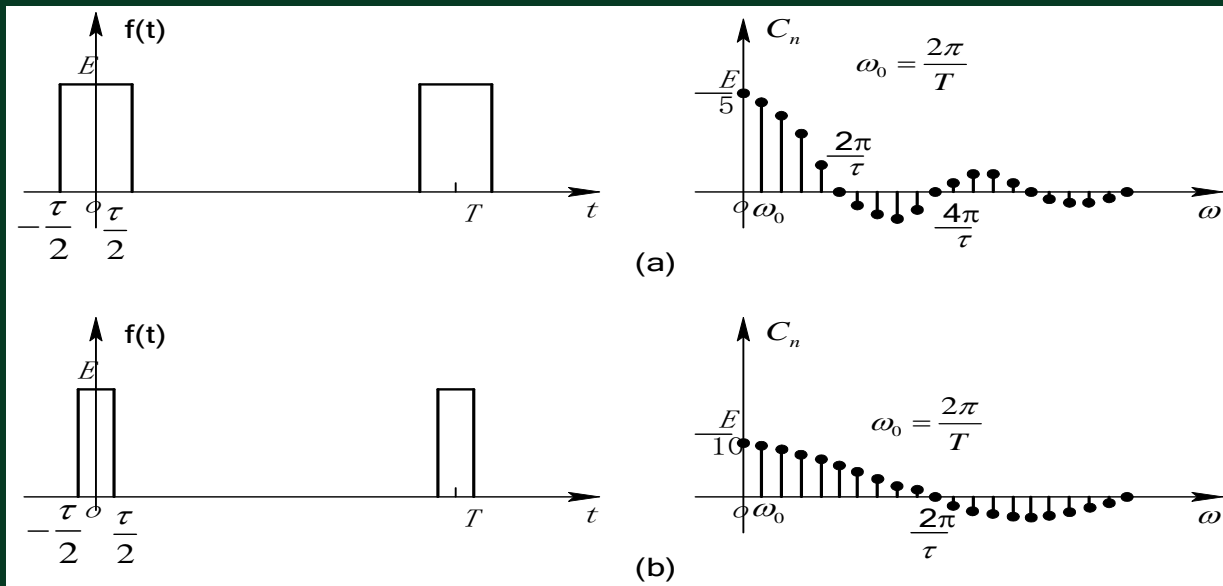 f(t)
E
-τ/2
o
τ/2
T
t
C_n
ω₀ = 2π/T
E/5
2π/τ
o
ω₀
4π/τ
ω
(a)
f(t)
E
-τ/2
o
τ/2
T
t
C_n
ω₀ = 2π/T
E/10
o
ω₀
2π/τ
ω
(b)